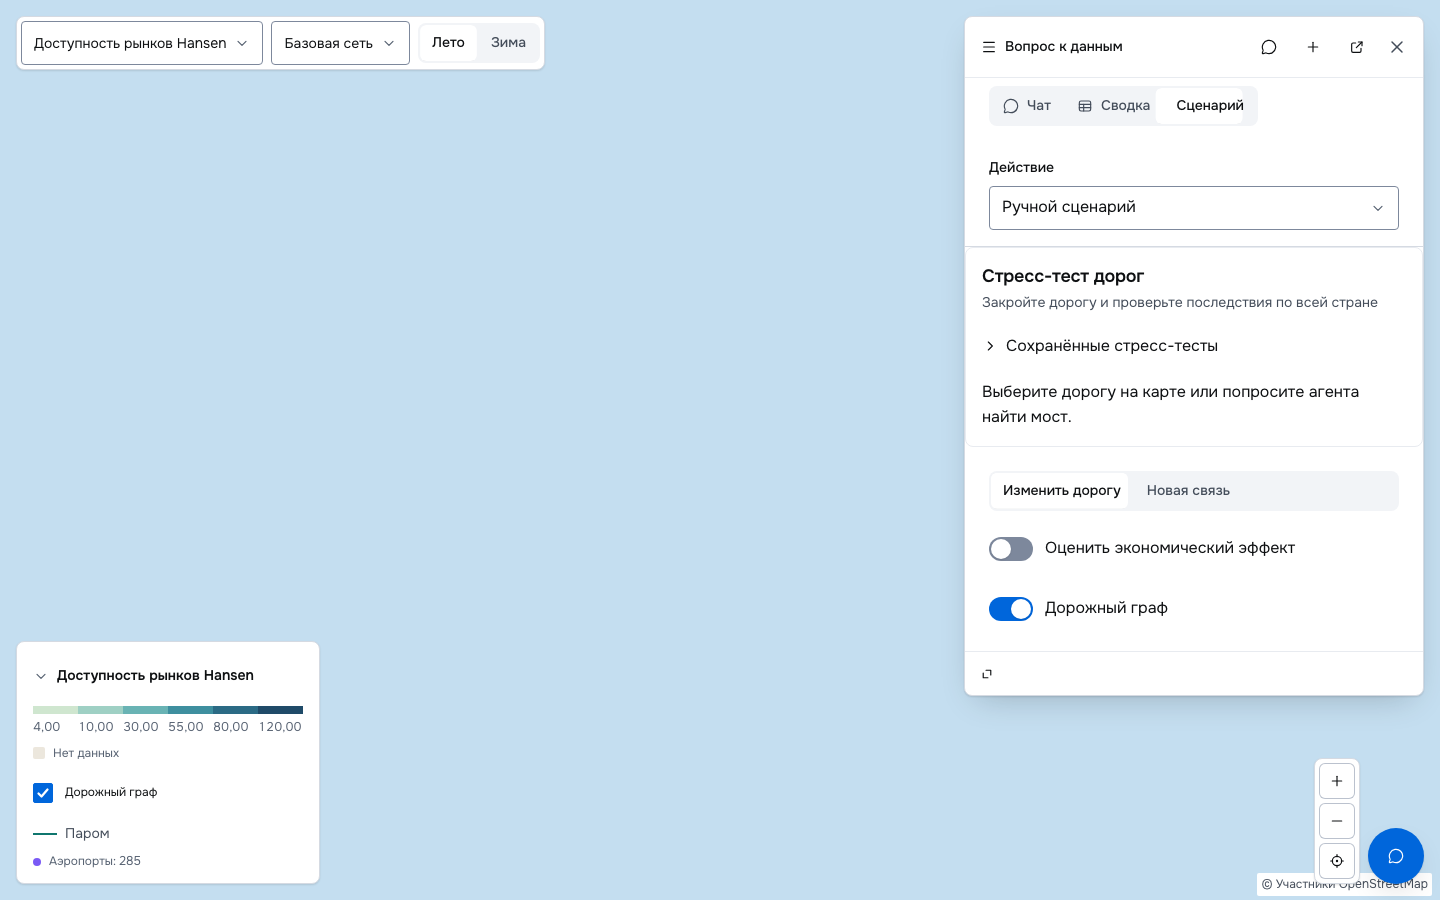 Доступность рынков Hansen
Базовая сеть
Лето
Зима
Вопрос к данным
Чат
Сводка
Сценарий
Действие
Ручной сценарий
Стресс-тест дорог
Закройте дорогу и проверьте последствия по всей стране
Сохранённые стресс-тесты
Выберите дорогу на карте или попросите агента
найти мост.
Изменить дорогу
Новая связь
Оценить экономический эффект
Дорожный граф
Доступность рынков Hansen
4,00 10,00 30,00 55,00 80,00 120,00
Нет данных
Дорожный граф
Паром
Аэропорты: 285
© Участники OpenStreetMap